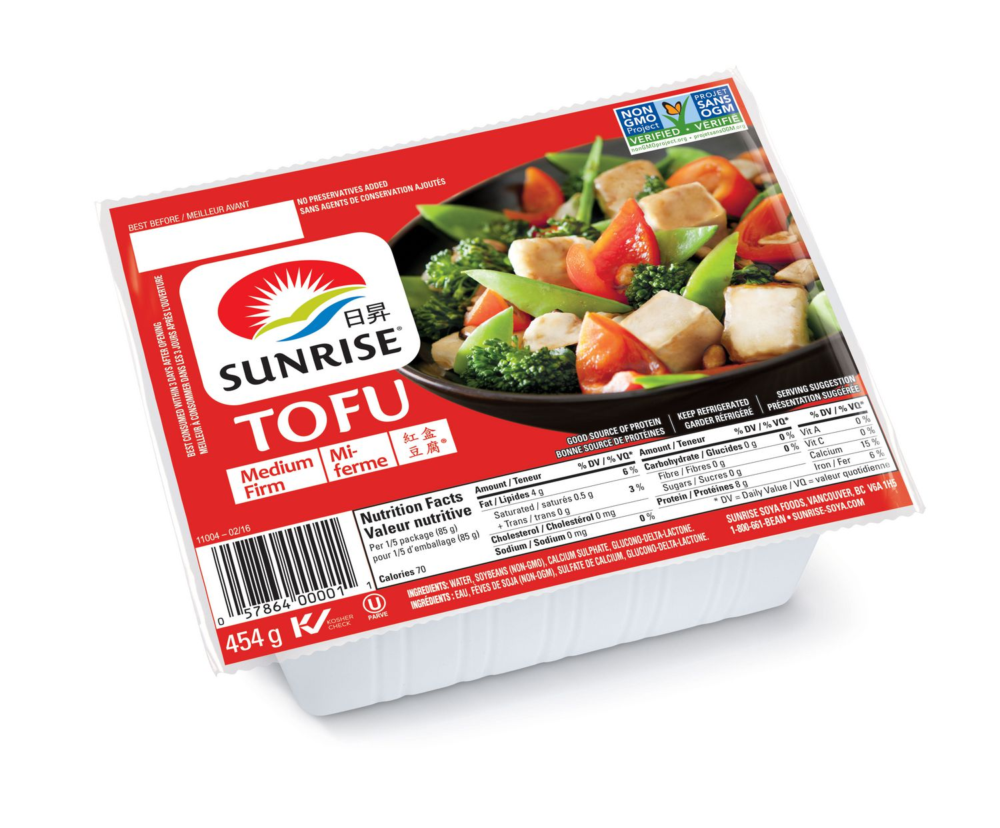 NON
GMO
Project
PROJET
SANS
OGM
VERIFIED • VÉRIFIÉ
nonGMOproject.org • projetsansOGM.org
BEST BEFORE / MEILLEUR AVANT
NO PRESERVATIVES ADDED
SANS AGENTS DE CONSERVATION AJOUTÉS
BEST CONSUMED WITHIN 3 DAYS AFTER OPENING
MEILLEUR À CONSOMMER DANS LES 3 JOURS APRÈS L'OUVERTURE
日昇
SUNRISE®
TOFU
Medium
Firm
Mi-
ferme
紅盒
豆腐®
GOOD SOURCE OF PROTEIN
BONNE SOURCE DE PROTÉINES
KEEP REFRIGERATED
GARDER RÉFRIGÉRÉ
SERVING SUGGESTION
PRÉSENTATION SUGGÉRÉE
Nutrition Facts
Valeur nutritive
Per 1/5 package (85 g)
pour 1/5 d'emballage (85 g)
Calories 70
Amount / Teneur % DV / % VQ*
Fat / Lipides 4 g 6 %
Saturated / saturés 0.5 g
+ Trans / trans 0 g 3 %
Cholesterol / Cholestérol 0 mg
Sodium / Sodium 0 mg 0 %
Amount / Teneur % DV / % VQ*
Carbohydrate / Glucides 0 g 0 %
Fibre / Fibres 0 g 0 %
Sugars / Sucres 0 g
Protein / Protéines 8 g
% DV / % VQ*
Vit A 0 %
Vit C 0 %
Calcium 15 %
Iron / Fer 6 %
* DV = Daily Value / VQ = valeur quotidienne
11004 – 02/16
0 57864 00001 1
454 g
KOSHER
CHECK
U
PARVE
INGREDIENTS: WATER, SOYBEANS (NON-GMO), CALCIUM SULPHATE, GLUCONO-DELTA-LACTONE.
INGRÉDIENTS : EAU, FÈVES DE SOJA (NON-OGM), SULFATE DE CALCIUM, GLUCONO-DELTA-LACTONE.
SUNRISE SOYA FOODS, VANCOUVER, BC V6A 1H5
1-800-661-BEAN • SUNRISE-SOYA.COM